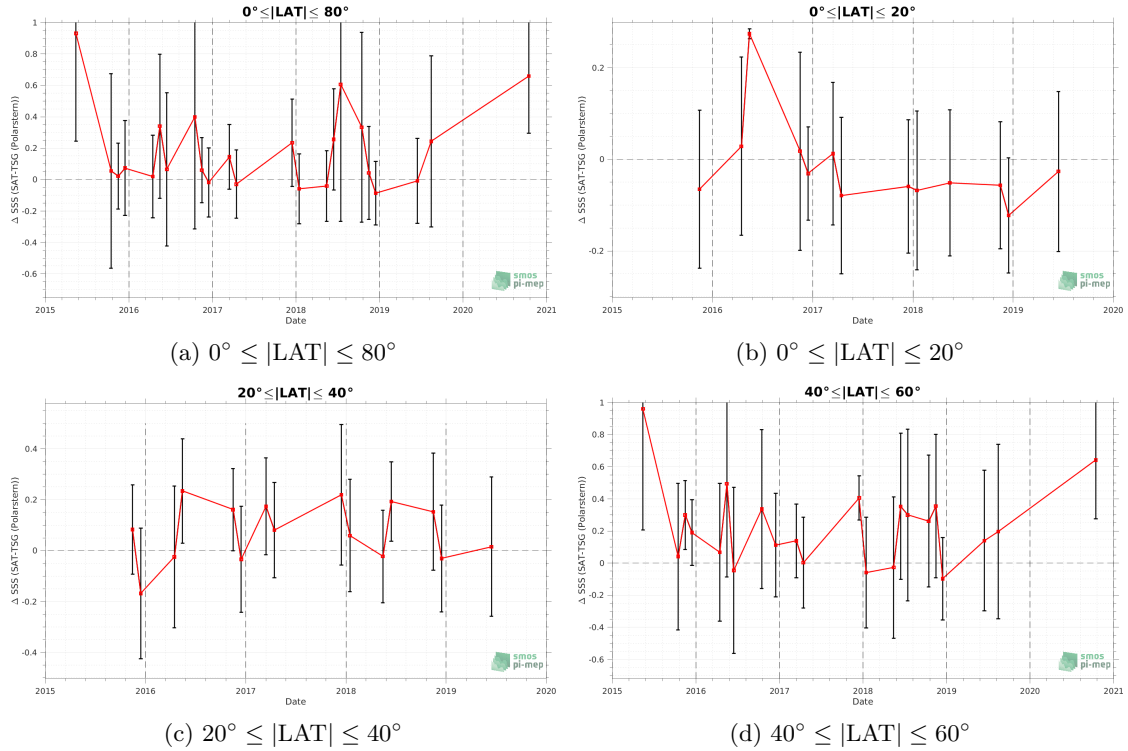 0°≤|LAT|≤ 80°
Δ SSS (SAT-TSG (Polarstern))
1
0.8
0.6
0.4
0.2
0
-0.2
-0.4
-0.6
2015 2016 2017 2018 2019 2020 2021
Date
smos
pi-mep
(a) 0° ≤ |LAT| ≤ 80°
0°≤|LAT|≤ 20°
Δ SSS (SAT-TSG (Polarstern))
0.2
0
-0.2
2015 2016 2017 2018 2019 2020
Date
smos
pi-mep
(b) 0° ≤ |LAT| ≤ 20°
20°≤|LAT|≤ 40°
Δ SSS (SAT-TSG (Polarstern))
0.4
0.2
0
-0.2
-0.4
2015 2016 2017 2018 2019 2020
Date
smos
pi-mep
(c) 20° ≤ |LAT| ≤ 40°
40°≤|LAT|≤ 60°
Δ SSS (SAT-TSG (Polarstern))
1
0.8
0.6
0.4
0.2
0
-0.2
-0.4
-0.6
2015 2016 2017 2018 2019 2020 2021
Date
smos
pi-mep
(d) 40° ≤ |LAT| ≤ 60°